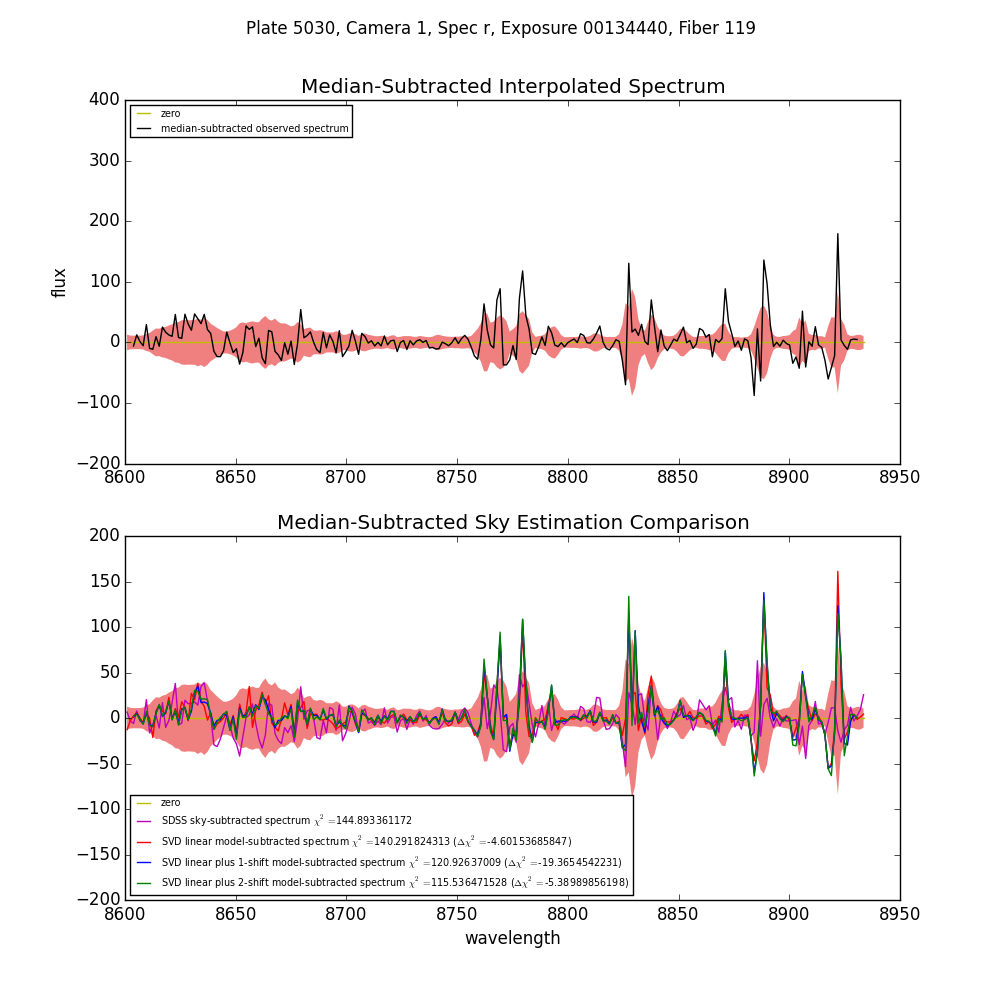 Plate 5030, Camera 1, Spec r, Exposure 00134440, Fiber 119
Median-Subtracted Interpolated Spectrum
400
300
200
100
0
−100
−200
flux
zero
median-subtracted observed spectrum
8600 8650 8700 8750 8800 8850 8900 8950
Median-Subtracted Sky Estimation Comparison
200
150
100
50
0
−50
−100
−150
−200
zero
SDSS sky-subtracted spectrum χ² =144.893361172
SVD linear model-subtracted spectrum χ² =140.291824313 (Δχ² =-4.60153685847)
SVD linear plus 1-shift model-subtracted spectrum χ² =120.92637009 (Δχ² =-19.3654542231)
SVD linear plus 2-shift model-subtracted spectrum χ² =115.536471528 (Δχ² =-5.38989856198)
8600 8650 8700 8750 8800 8850 8900 8950
wavelength